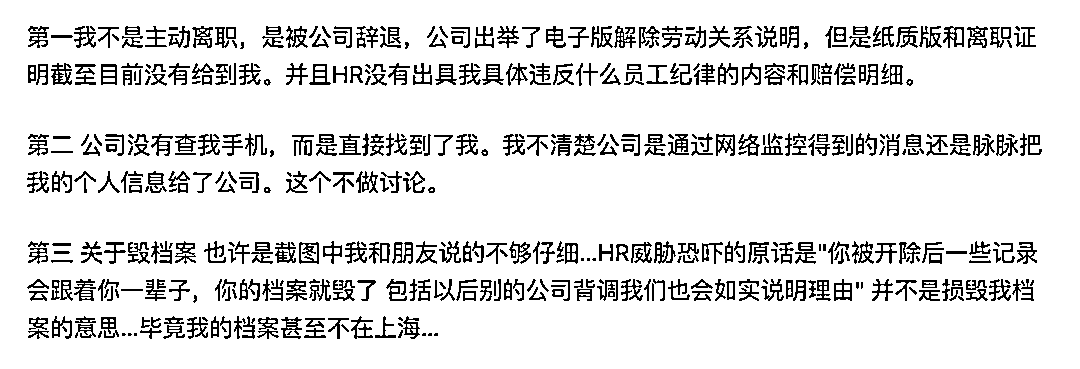 第一我不是主动离职，是被公司辞退，公司出举了电子版解除劳动关系说明，但是纸质版和离职证
明截至目前没有给到我。并且HR没有出具我具体违反什么员工纪律的内容和赔偿明细。
第二 公司没有查我手机，而是直接找到了我。我不清楚公司是通过网络监控得到的消息还是脉脉把
我的个人信息给了公司。这个不做讨论。
第三 关于毁档案 也许是截图中我和朋友说的不够仔细...HR威胁恐吓的原话是"你被开除后一些记录
会跟着你一辈子，你的档案就毁了 包括以后别的公司背调我们也会如实说明理由" 并不是损毁我档
案的意思...毕竟我的档案甚至不在上海...